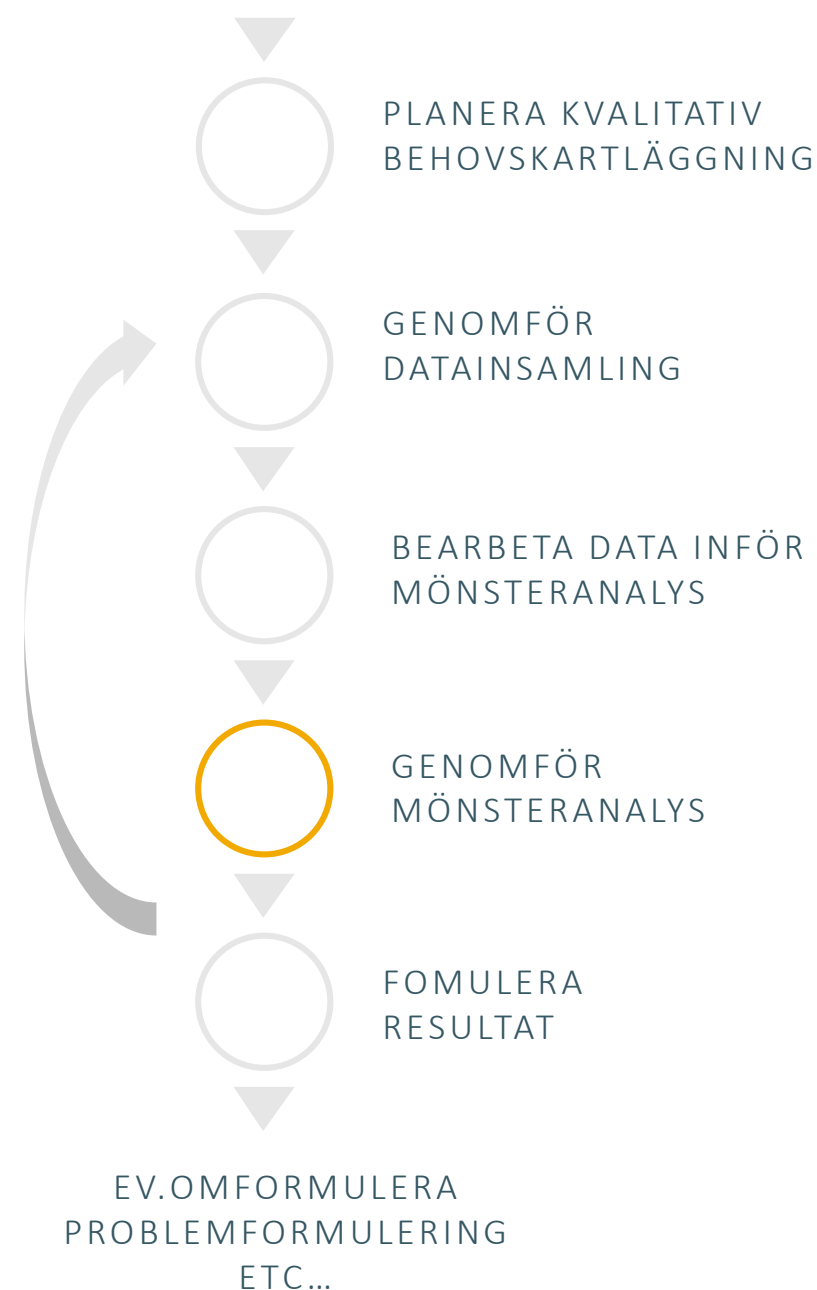 PLANERA KVALITATIV
BEHOVSKARTLÄGGNING
GENOMFÖR
DATAINSAMLING
BEARBETA DATA INFÖR
MÖNSTERANALYS
GENOMFÖR
MÖNSTERANALYS
FOMULERA
RESULTAT
EV.OMFORMULERA
PROBLEMFORMULERING
ETC…